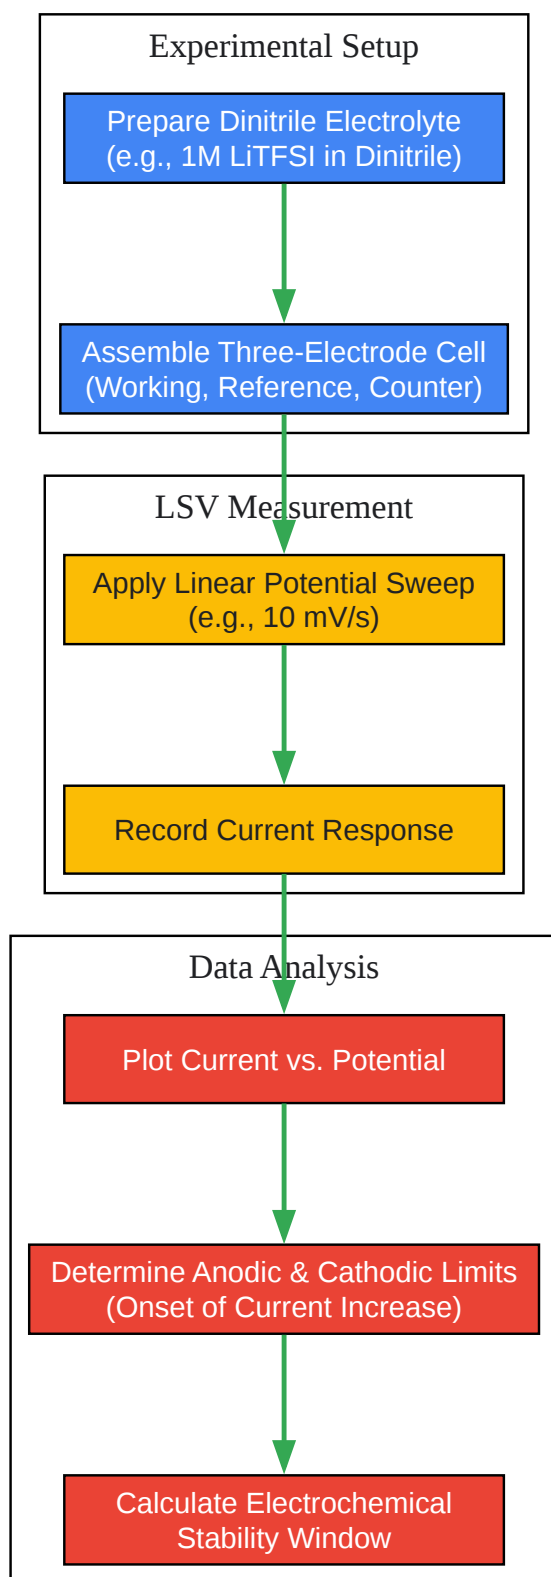 Experimental Setup
Prepare Dinitrile Electrolyte
(e.g., 1M LiTFSI in Dinitrile)
Assemble Three-Electrode Cell
(Working, Reference, Counter)
LSV Measurement
Apply Linear Potential Sweep
(e.g., 10 mV/s)
Record Current Response
Data Analysis
Plot Current vs. Potential
Determine Anodic & Cathodic Limits
(Onset of Current Increase)
Calculate Electrochemical
Stability Window